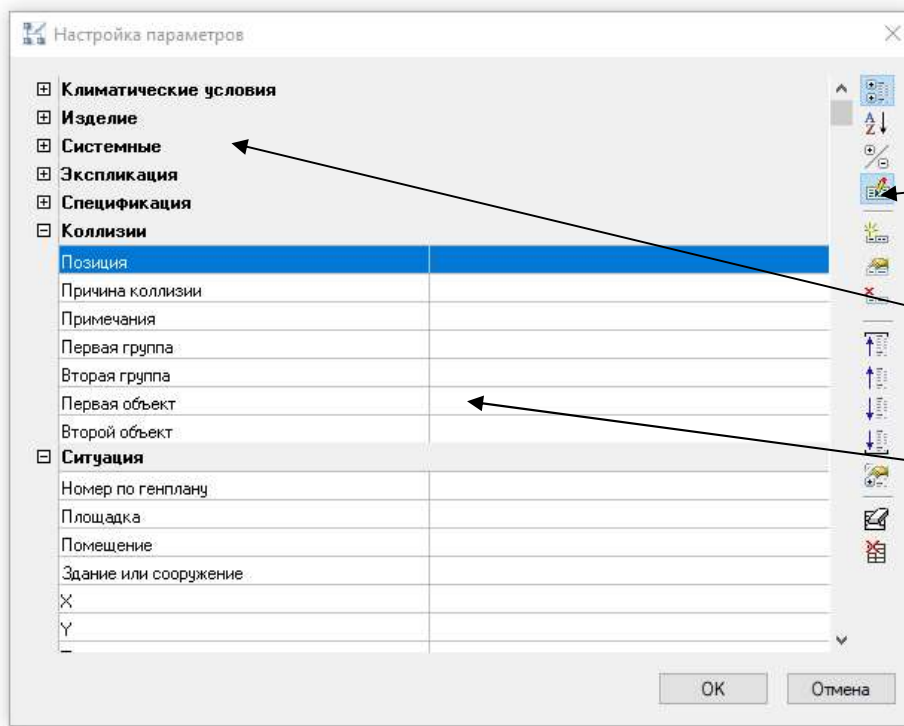 Настройка параметров
Климатические условия
Изделие
Системные
Экспликация
Спецификация
Коллизии
Позиция
Причина коллизии
Примечания
Первая группа
Вторая группа
Первая объект
Второй объект
Ситуация
Номер по генплану
Площадка
Помещение
Здание или сооружение
X
Y
OK
Отмена